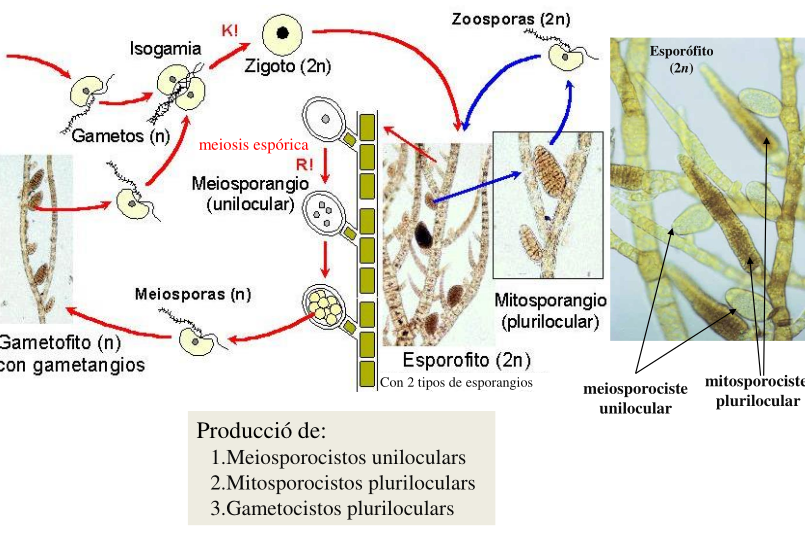 Zoosporas (2n)
K!
Isogamia
Zigoto (2n)
Esporófito
(2n)
Gametos (n)
meiosis espórica
R!
Meiosporangio
(unilocular)
Meiosporas (n)
Mitosporangio
(plurilocular)
Gametofito (n)
con gametangios
Esporofito (2n)
Con 2 tipos de esporangios
meiosporociste
unilocular
mitosporociste
plurilocular
Producció de:
1.Meiosporocistos uniloculars
2.Mitosporocistos pluriloculars
3.Gametocistos pluriloculars